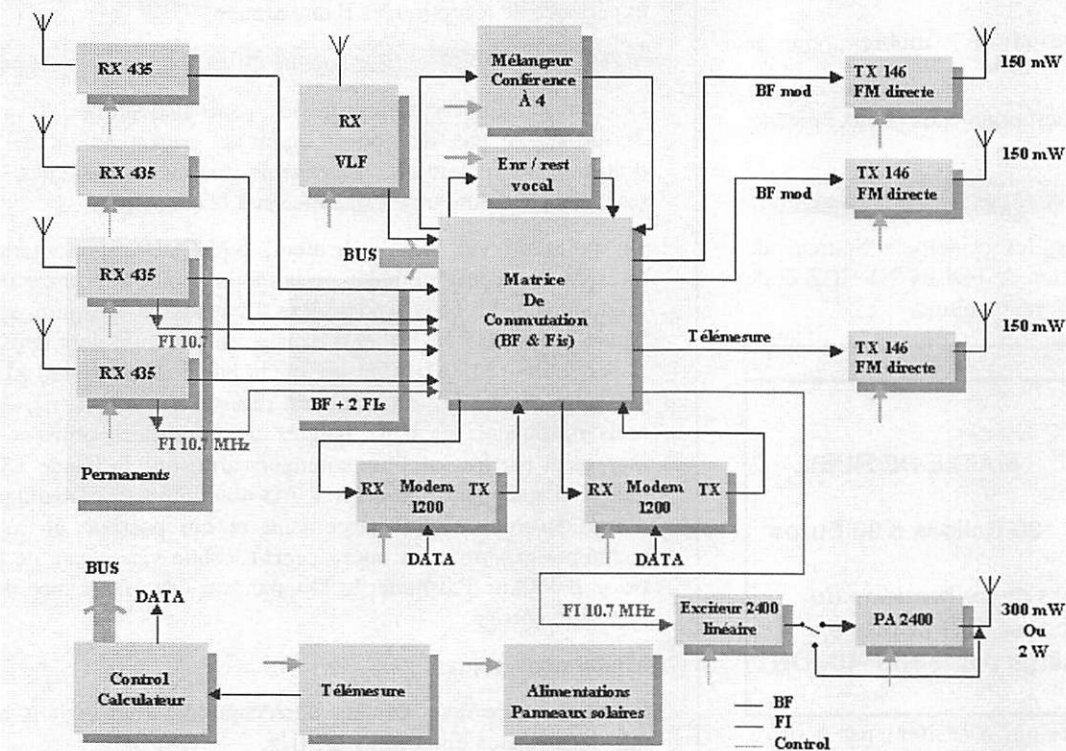 RX 435
RX 435
RX 435
FI 10.7
RX 435
FI 10.7 MHz
Permanents
RX
VLF
Mélangeur
Conférence
À 4
Enr / rest
vocal
BUS
Matrice
De
Commutation
(BF & Fis)
BF + 2 FIs
BF mod
TX 146
FM directe
150 mW
BF mod
TX 146
FM directe
150 mW
Télémesure
TX 146
FM directe
150 mW
RX Modem TX
1200
DATA
RX Modem TX
1200
DATA
BUS
DATA
Control
Calculateur
Télémesure
Alimentations
Panneaux solaires
FI 10.7 MHz
Exciteur 2400
linéaire
PA 2400
300 mW
Ou
2 W
BF
FI
Control